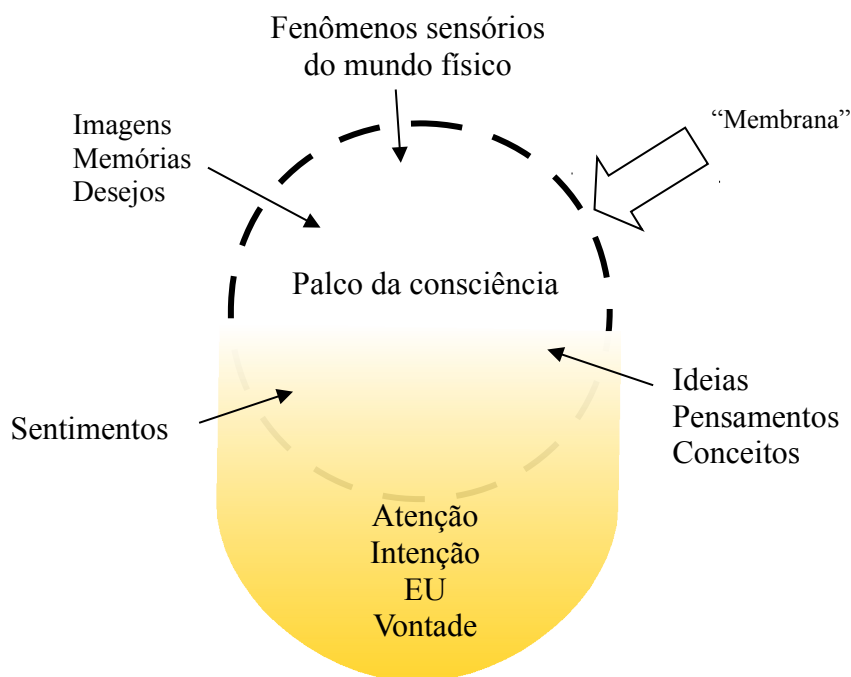 Fenômenos sensórios
do mundo físico
“Membrana”
Imagens
Memórias
Desejos
Palco da consciência
Ideias
Pensamentos
Conceitos
Sentimentos
Atenção
Intenção
EU
Vontade